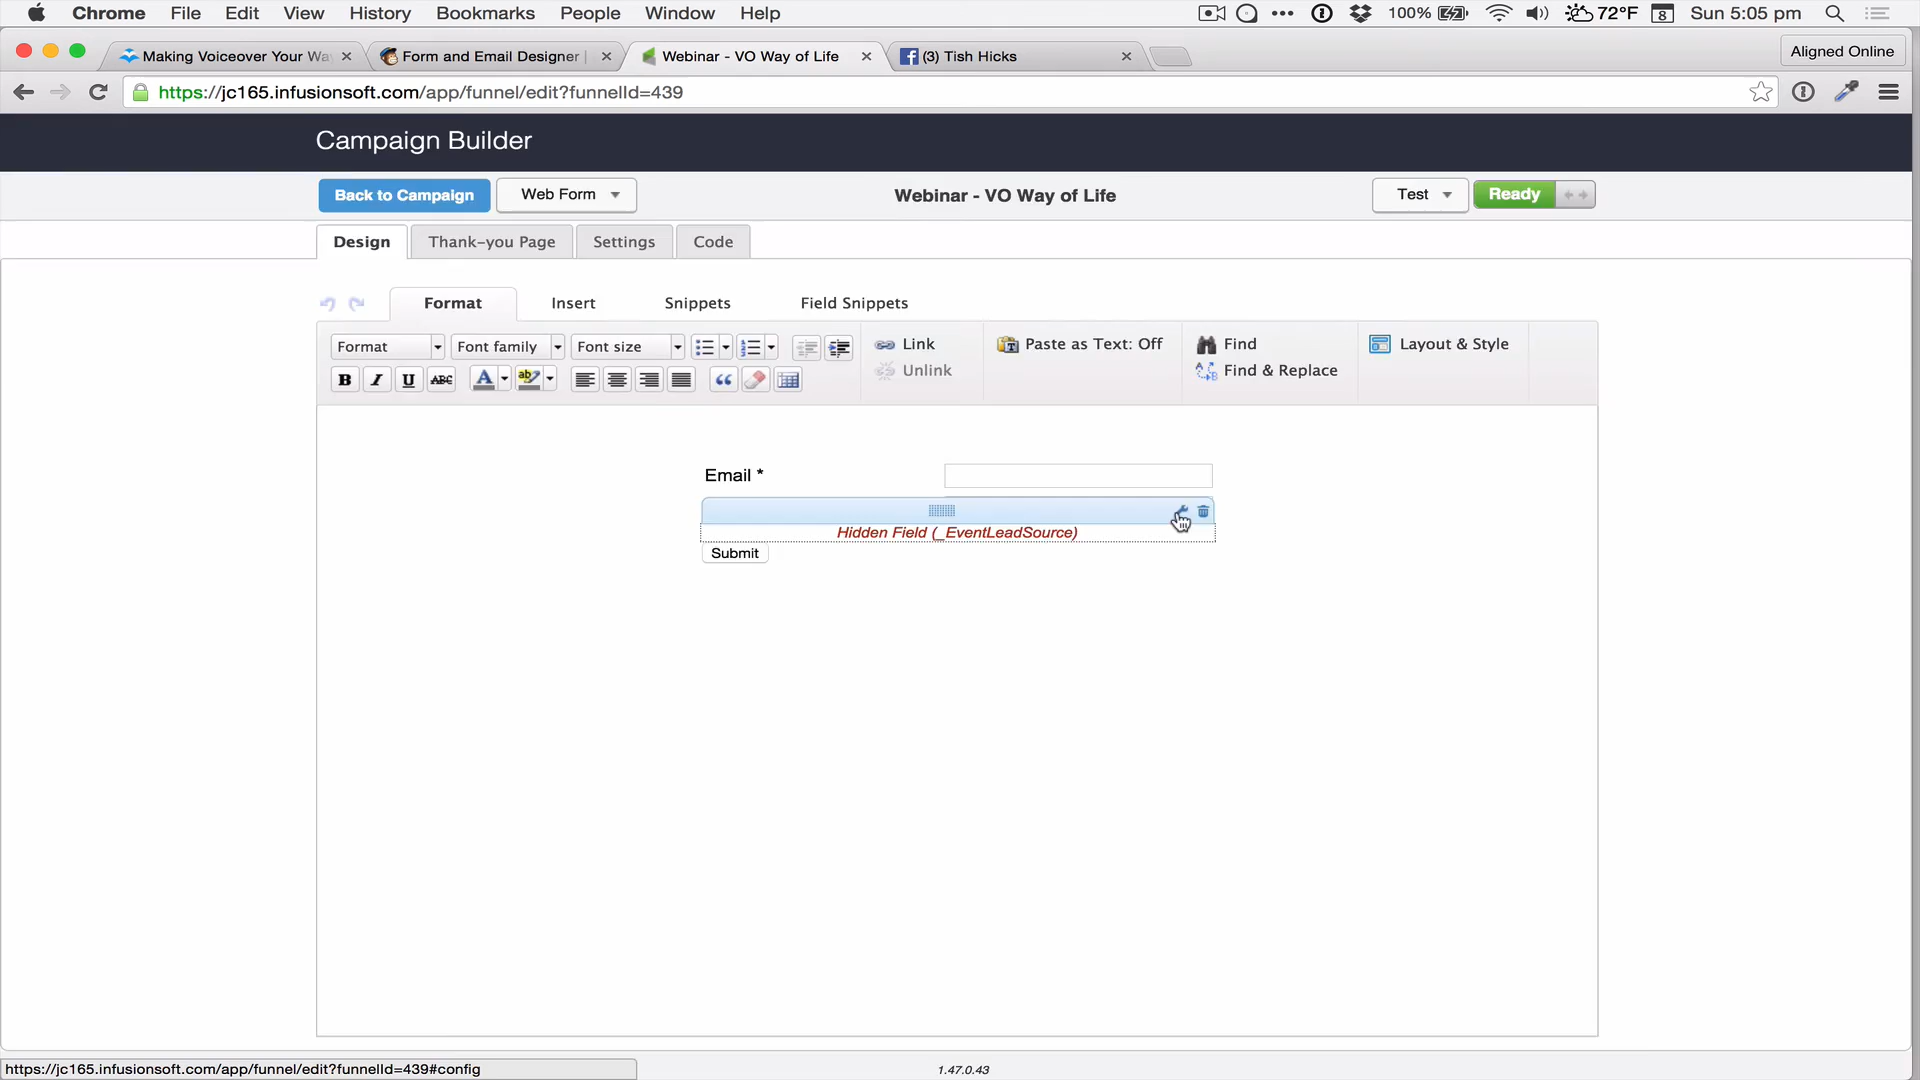 Chrome File Edit View History Bookmarks People Window Help 100% 72°F 8 Sun 5:05 pm
Making Voiceover Your Wa Form and Email Designer | Webinar - VO Way of Life (3) Tish Hicks Aligned Online
https://jc165.infusionsoft.com/app/funnel/edit?funnelId=439
Campaign Builder
Back to Campaign Web Form Webinar - VO Way of Life Test Ready
Design Thank-you Page Settings Code
Format Insert Snippets Field Snippets
Format Font family Font size Link Paste as Text: Off Find Layout & Style
B I U ABC A ab Unlink Find & Replace
Email *
Hidden Field (_EventLeadSource)
Submit
https://jc165.infusionsoft.com/app/funnel/edit?funnelId=439#config
1.47.0.43